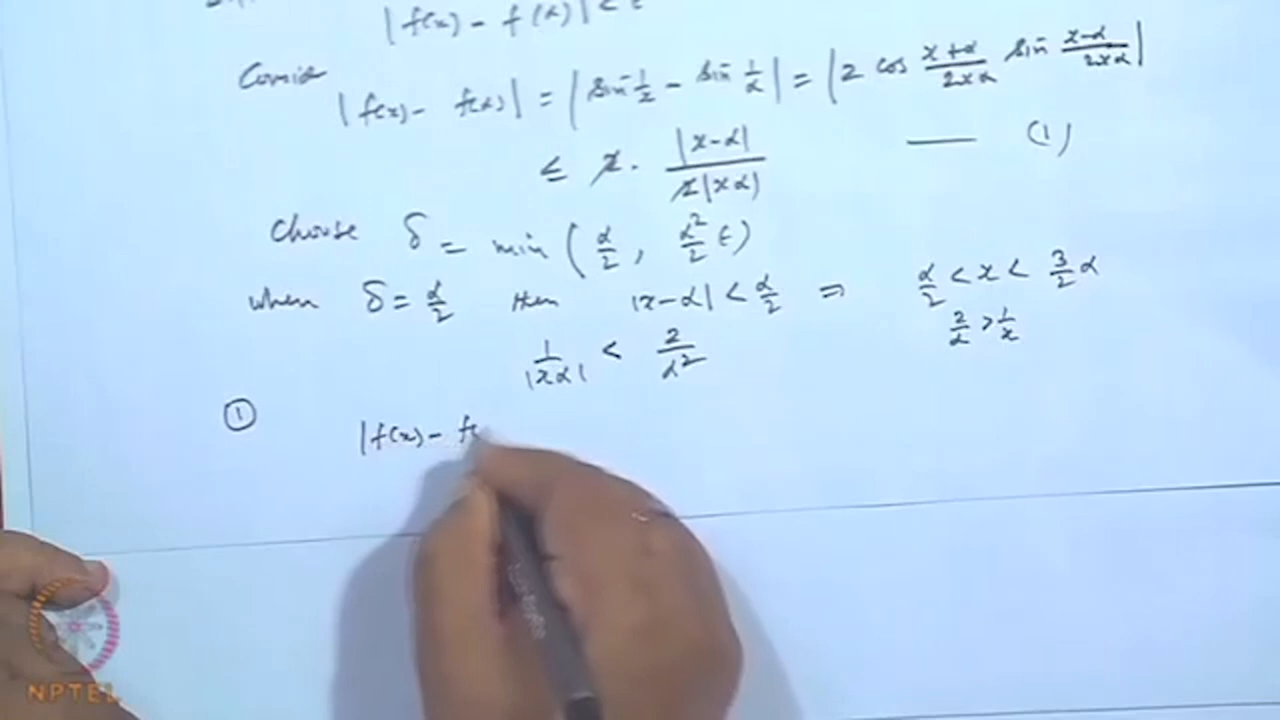 |f(x) - f(α)| < ε
Consider
|f(x) - f(α)| = |sin 1/x - sin 1/α| = |2 cos (x+α)/(2xα) sin (x-α)/(2xα)|
≤ 2 · |x-α| / 2|xα| —— (1)
Choose δ = min (α/2, α²/2 ε)
when δ = α/2 then |x-α| < α/2 ⇒ α/2 < x < 3/2 α
2/α > 1/x
1/|xα| < 2/α²
① |f(x) - f(
NPTEL